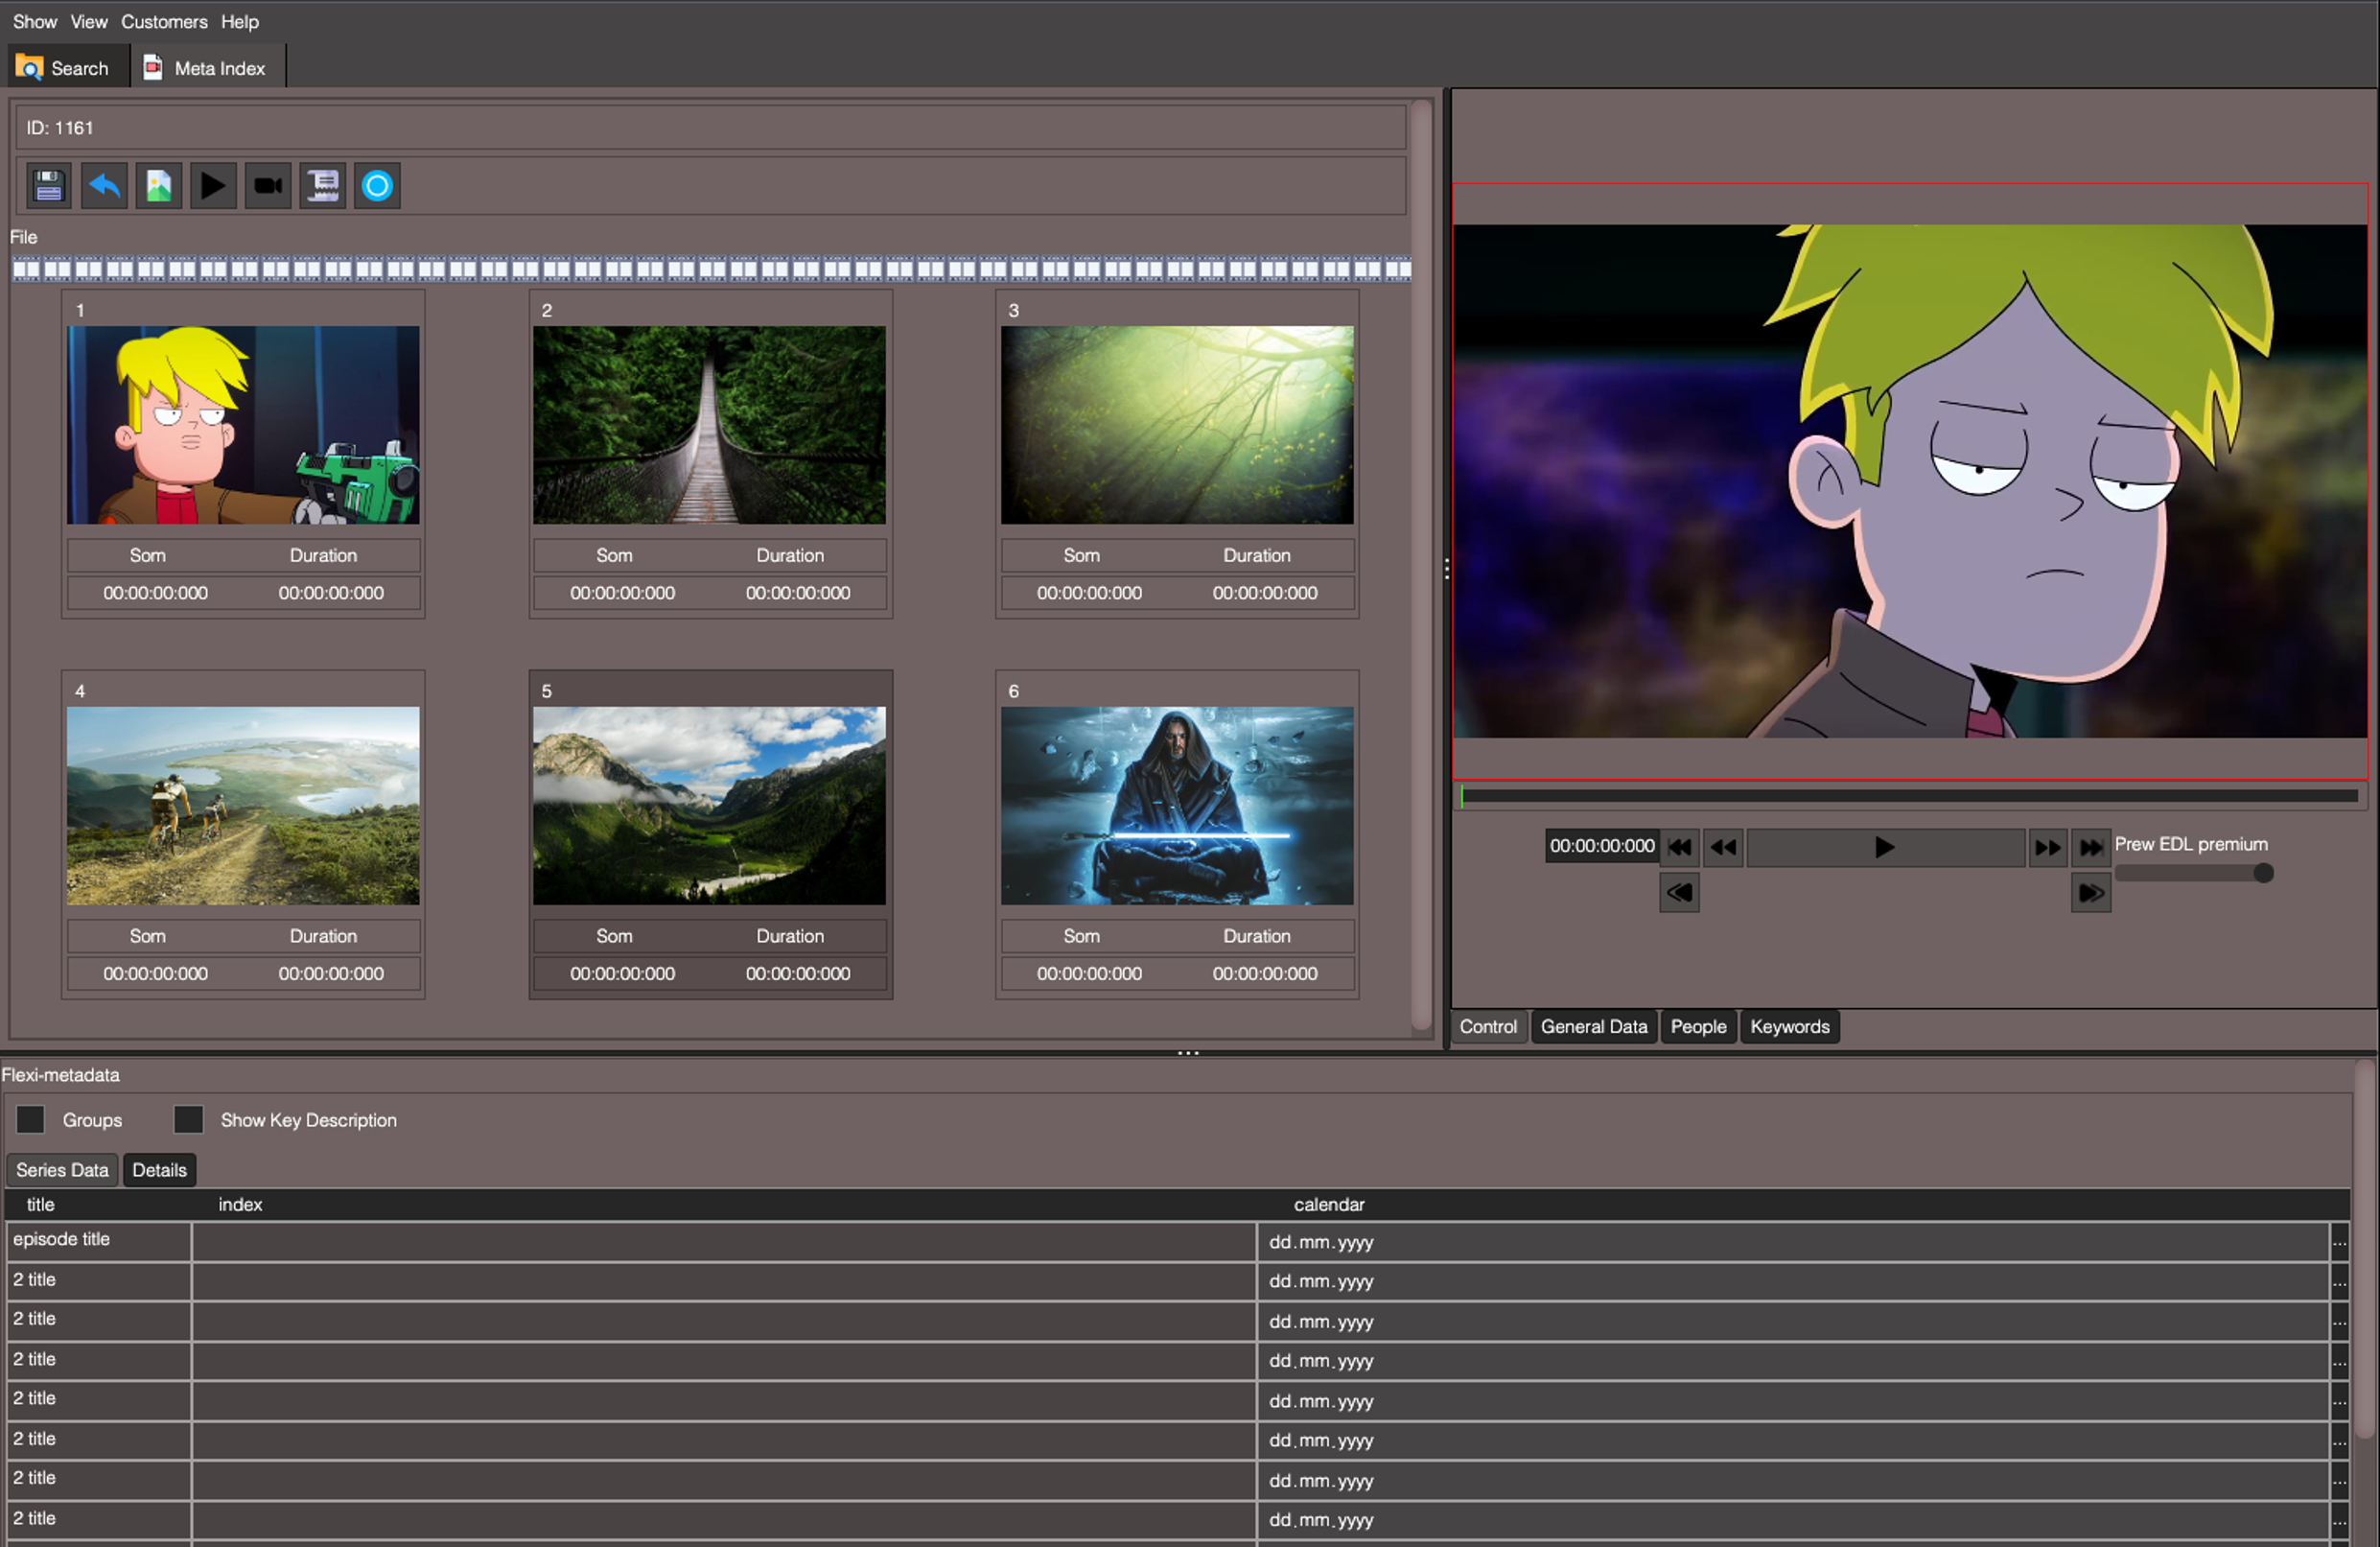 Show View Customers Help
Search Meta Index
ID: 1161
File
1
2
3
Som Duration
Som Duration
Som Duration
00:00:00:000 00:00:00:000
00:00:00:000 00:00:00:000
00:00:00:000 00:00:00:000
4
5
6
Som Duration
Som Duration
Som Duration
00:00:00:000 00:00:00:000
00:00:00:000 00:00:00:000
00:00:00:000 00:00:00:000
00:00:00:000
Prew EDL premium
Control General Data People Keywords
Flexi-metadata
Groups Show Key Description
Series Data Details
title index calendar
episode title dd.mm.yyyy ...
2 title dd.mm.yyyy ...
2 title dd.mm.yyyy ...
2 title dd.mm.yyyy ...
2 title dd.mm.yyyy ...
2 title dd.mm.yyyy ...
2 title dd.mm.yyyy ...
2 title dd.mm.yyyy ...